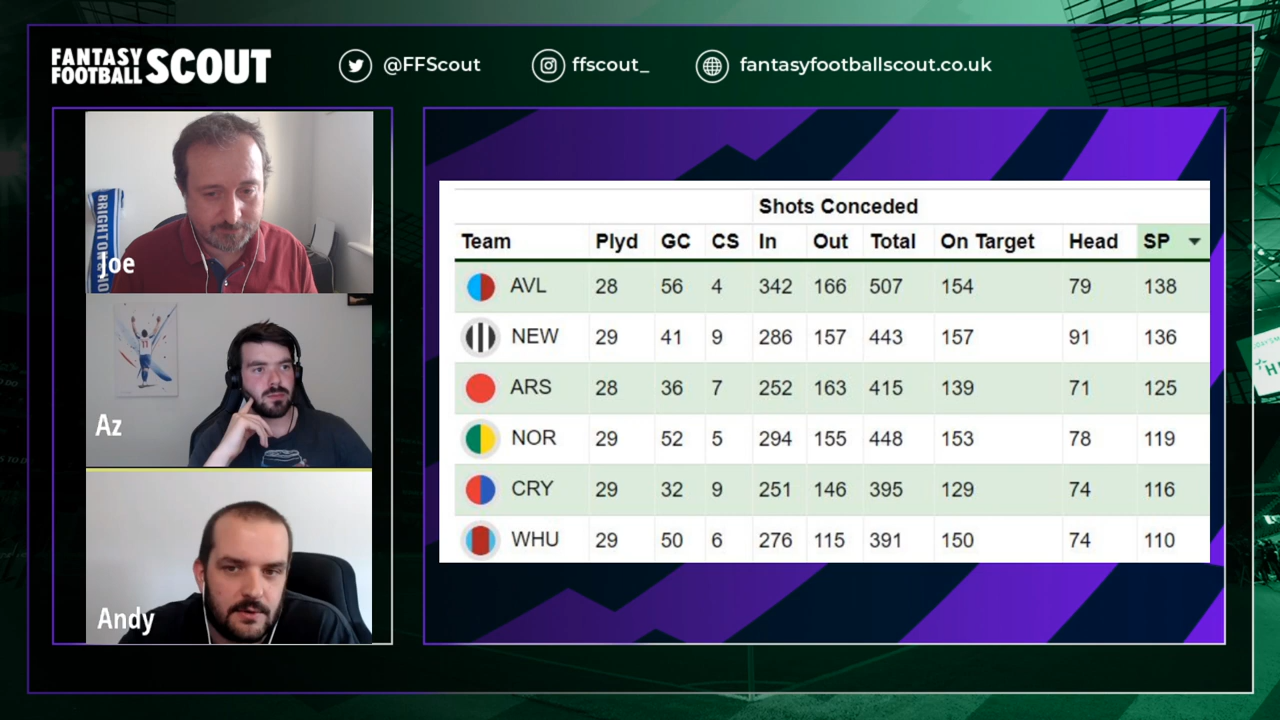 FANTASY
FOOTBALL SCOUT
@FFScout
ffscout_
fantasyfootballscout.co.uk
BRIGHTON & HO
Joe
11
Az
Andy
Shots Conceded
Team Plyd GC CS In Out Total On Target Head SP
AVL 28 56 4 342 166 507 154 79 138
NEW 29 41 9 286 157 443 157 91 136
ARS 28 36 7 252 163 415 139 71 125
NOR 29 52 5 294 155 448 153 78 119
CRY 29 32 9 251 146 395 129 74 116
WHU 29 50 6 276 115 391 150 74 110